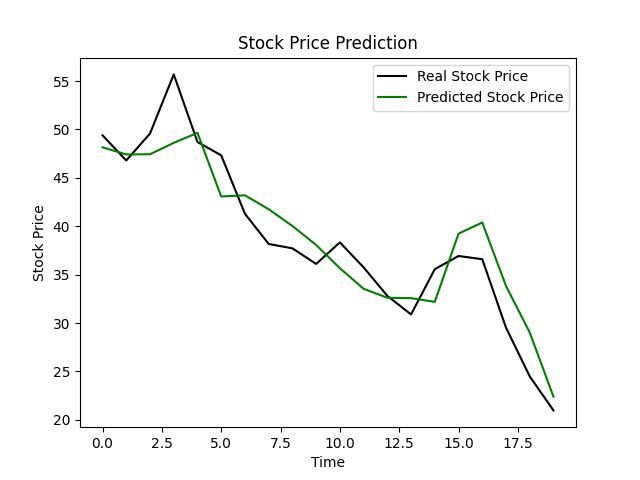 Stock Price Prediction
Real Stock Price
Predicted Stock Price
Stock Price
55
50
45
40
35
30
25
20
0.0 2.5 5.0 7.5 10.0 12.5 15.0 17.5
Time